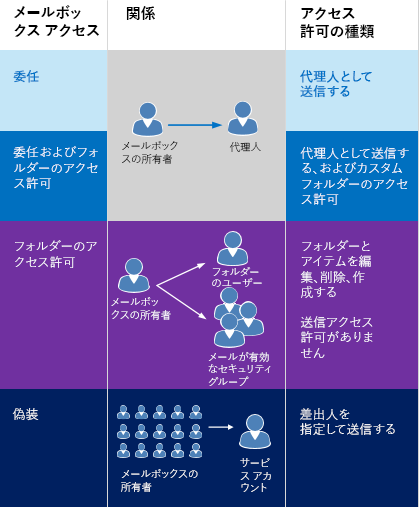 メールボッ
クス アクセス
関係
アクセス
許可の種類
委任
メールボック
スの所有者
代理人
代理人として
送信する
委任およびフォ
ルダーのアクセ
ス許可
代理人として送信す
る、およびカスタム
フォルダーのアクセ
ス許可
フォルダーのア
クセス許可
メールボッ
クスの所有者
フォルダー
のユーザー
メールが有効
なセキュリティ
グループ
フォルダーと
アイテムを編
集、削除、作
成する
送信アクセス
許可がありま
せん
偽装
メールボックスの
所有者
サービ
ス アカ
ウント
差出人を
指定して送信する